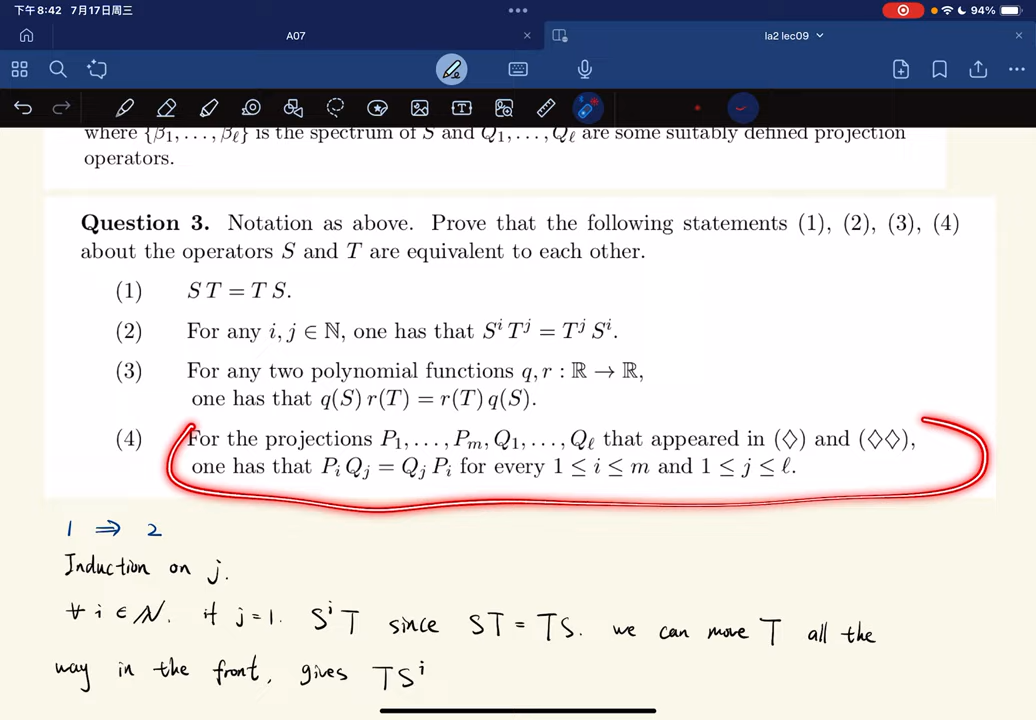 下午8:42 7月17日周三
94%
A07
la2 lec09
where {β₁, . . . , βℓ} is the spectrum of S and Q₁, . . . , Qℓ are some suitably defined projection
operators.
Question 3. Notation as above. Prove that the following statements (1), (2), (3), (4)
about the operators S and T are equivalent to each other.
(1) S T = T S.
(2) For any i, j ∈ ℕ, one has that Sⁱ Tʲ = Tʲ Sⁱ.
(3) For any two polynomial functions q, r : ℝ → ℝ,
one has that q(S) r(T) = r(T) q(S).
(4) For the projections P₁, . . . , Pₘ, Q₁, . . . , Qℓ that appeared in (◇) and (◇◇),
one has that Pᵢ Qⱼ = Qⱼ Pᵢ for every 1 ≤ i ≤ m and 1 ≤ j ≤ ℓ.
1 ⇒ 2
Induction on j.
∀ i ∈ N. if j=1. SⁱT since ST = TS. we can move T all the
way in the front, gives TSⁱ